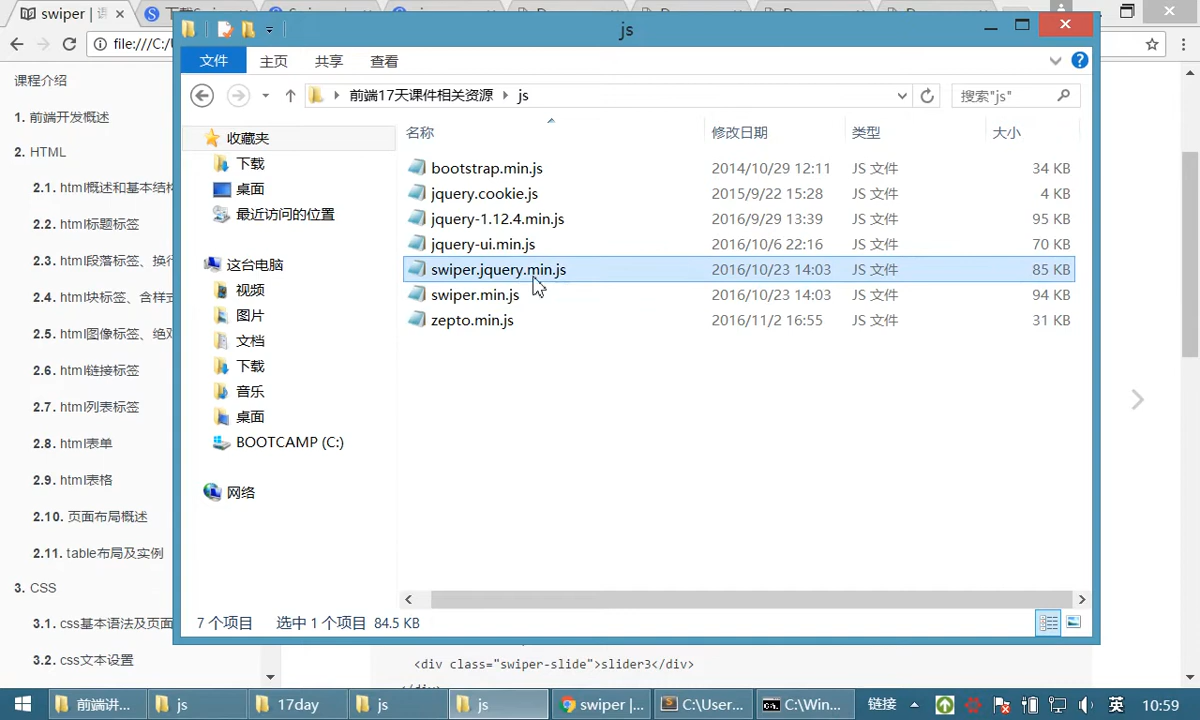 swiper | 讲
js
file:///C:/U
文件
主页
共享
查看
前端17天课件相关资源
js
搜索"js"
名称
修改日期
类型
大小
bootstrap.min.js 2014/10/29 12:11 JS 文件 34 KB
jquery.cookie.js 2015/9/22 15:28 JS 文件 4 KB
jquery-1.12.4.min.js 2016/9/29 13:39 JS 文件 95 KB
jquery-ui.min.js 2016/10/6 22:16 JS 文件 70 KB
swiper.jquery.min.js 2016/10/23 14:03 JS 文件 85 KB
swiper.min.js 2016/10/23 14:03 JS 文件 94 KB
zepto.min.js 2016/11/2 16:55 JS 文件 31 KB
收藏夹
下载
桌面
最近访问的位置
这台电脑
视频
图片
文档
下载
音乐
桌面
BOOTCAMP (C:)
网络
7 个项目
选中 1 个项目 84.5 KB
课程介绍
1. 前端开发概述
2. HTML
2.1. html概述和基本结构
2.2. html标题标签
2.3. html段落标签、换行
2.4. html块标签、含样式
2.5. html图像标签、绝对
2.6. html链接标签
2.7. html列表标签
2.8. html表单
2.9. html表格
2.10. 页面布局概述
2.11. table布局及实例
3. CSS
3.1. css基本语法及页面
3.2. css文本设置
<div class="swiper-slide">slider3</div>
前端讲...
js
17day
js
js
swiper |...
C:\User...
C:\Win...
链接
英
10:59